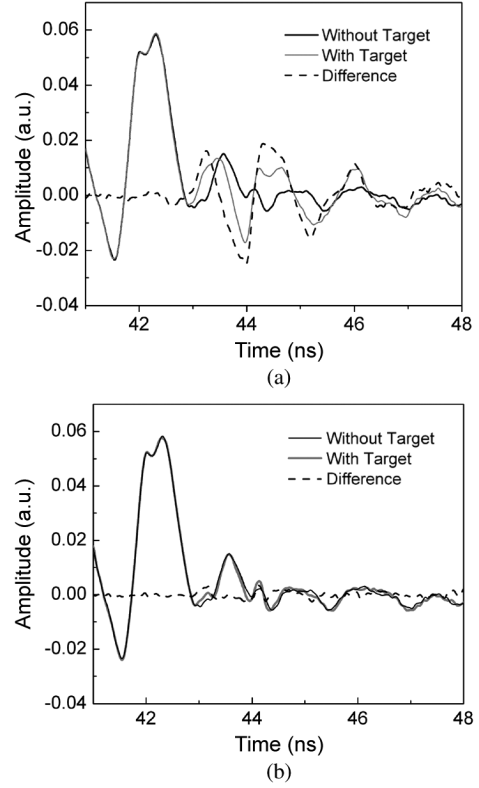 0.06
0.04
0.02
0.00
-0.02
-0.04
Amplitude (a.u.)
Without Target
With Target
Difference
42
44
46
48
Time (ns)
(a)
0.06
0.04
0.02
0.00
-0.02
-0.04
Amplitude (a.u.)
Without Target
With Target
Difference
42
44
46
48
Time (ns)
(b)